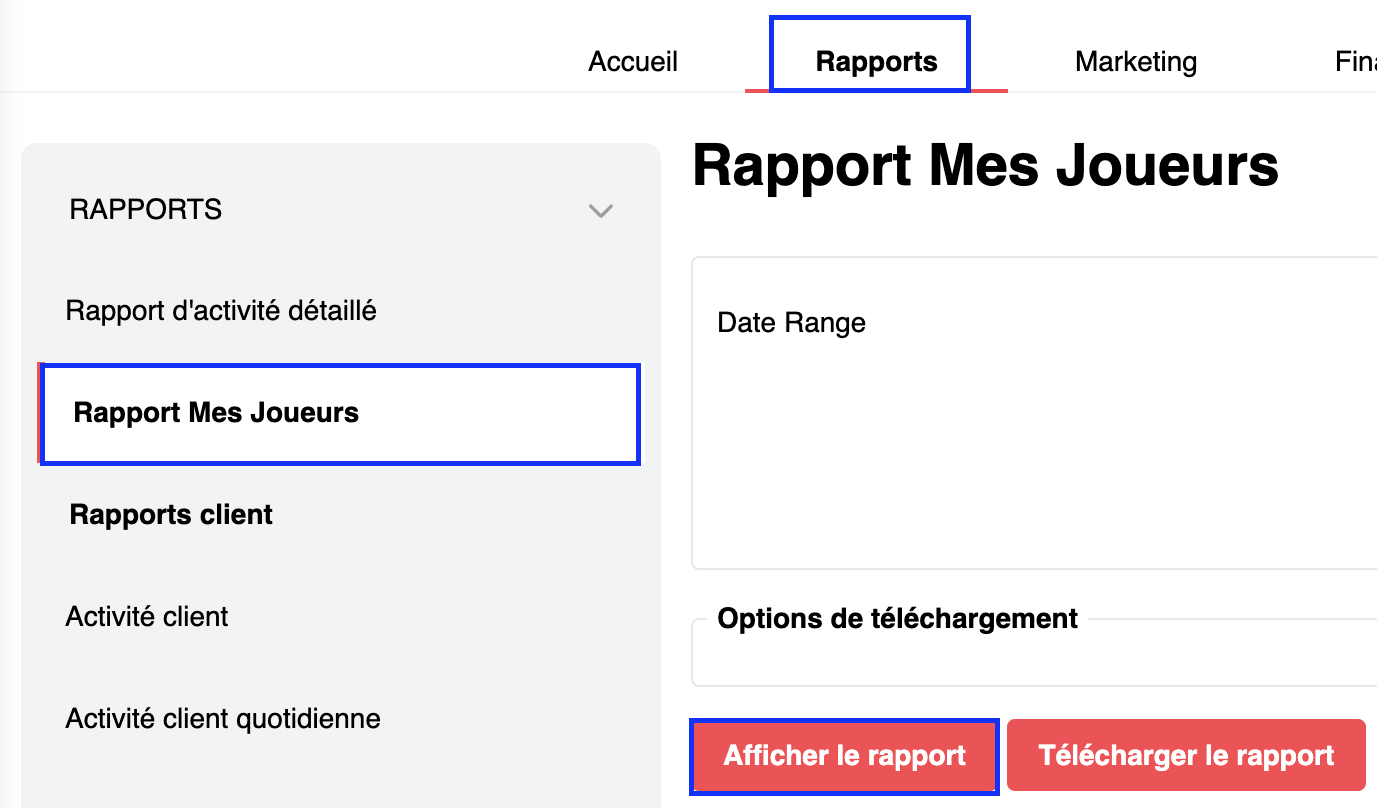 Accueil Rapports Marketing
RAPPORTS
Rapport d'activité détaillé
Rapport Mes Joueurs
Rapports client
Activité client
Activité client quotidienne
Rapport Mes Joueurs
Date Range
Options de téléchargement
Afficher le rapport Télécharger le rapport